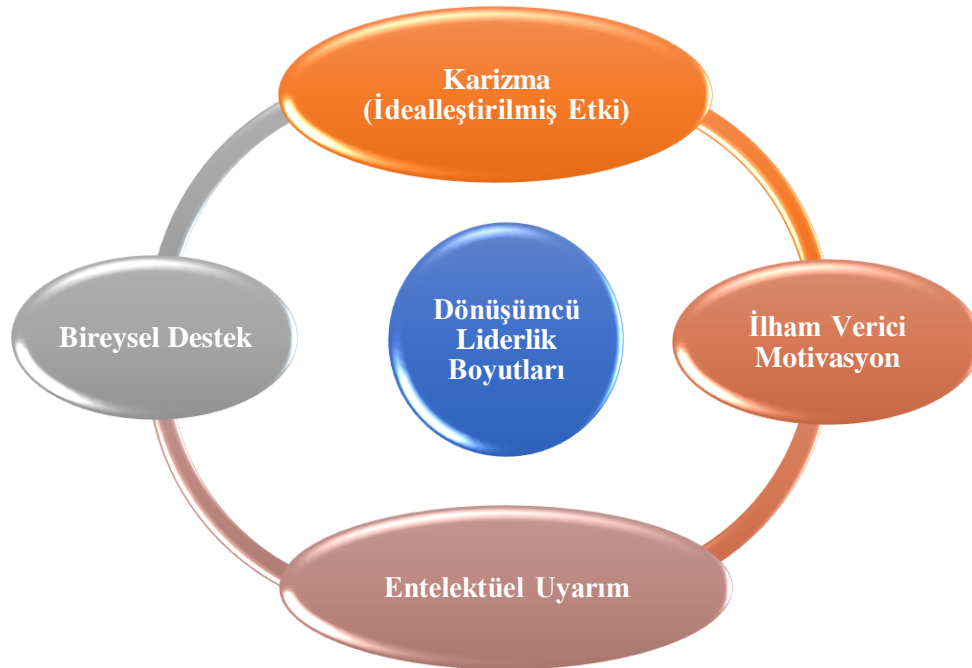 Karizma
(İdealleştirilmiş Etki)
Bireysel Destek
Dönüşümcü
Liderlik
Boyutları
İlham Verici
Motivasyon
Entelektüel Uyarım